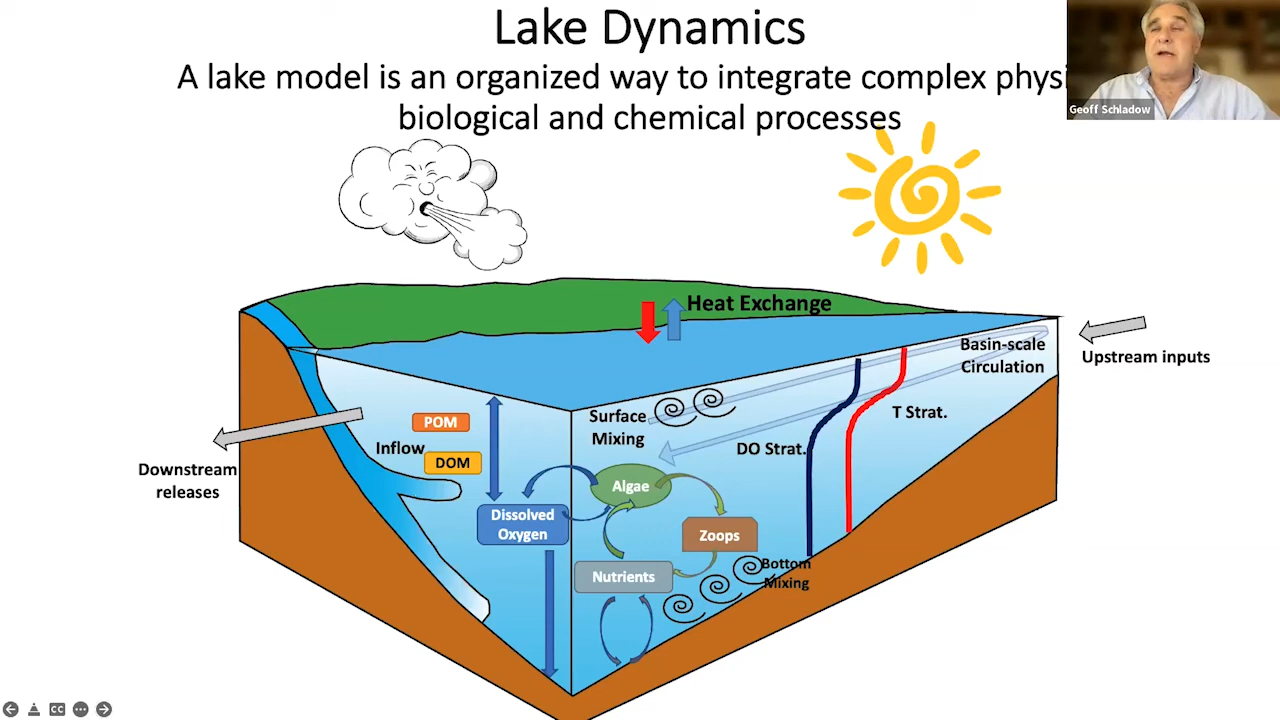 Lake Dynamics
A lake model is an organized way to integrate complex
biological and chemical processes
Geoff Schladow
Heat Exchange
Basin-scale
Circulation
Upstream inputs
Surface
Mixing
T Strat.
DO Strat.
POM
Inflow
DOM
Downstream
releases
Algae
Dissolved
Oxygen
Zoops
Nutrients
Bottom
Mixing
CC